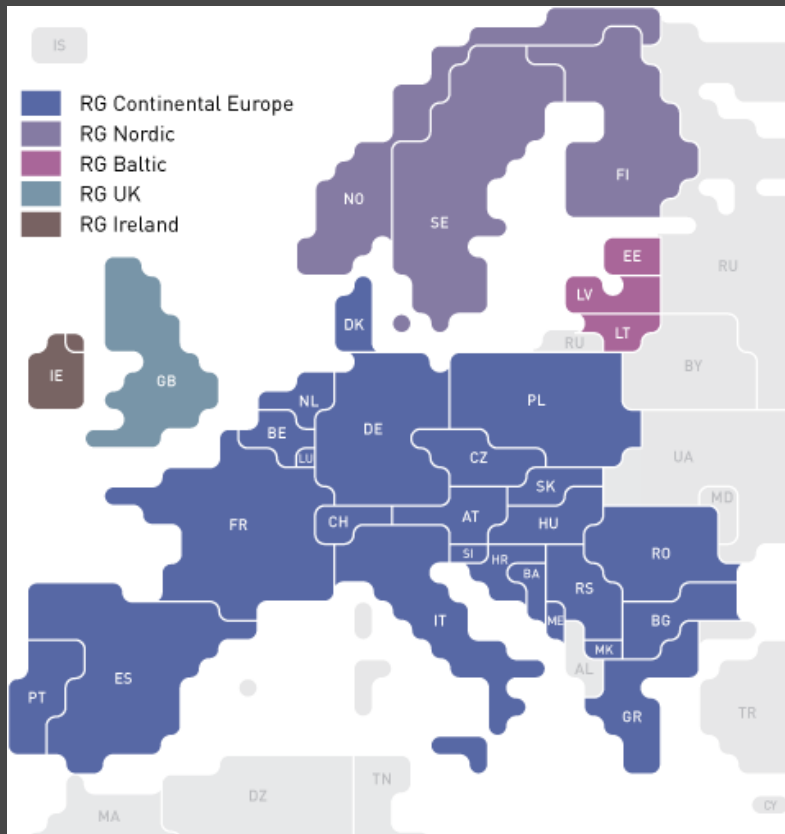 IS
RG Continental Europe
RG Nordic
RG Baltic
RG UK
RG Ireland
NO
SE
FI
EE
RU
LV
DK
LT
RU
BY
IE
GB
NL
PL
BE
DE
LU
CZ
UA
SK
MD
FR
CH
AT
HU
SI
HR
RO
BA
RS
IT
ME
BG
MK
ES
AL
PT
GR
TR
TN
DZ
CY
MA